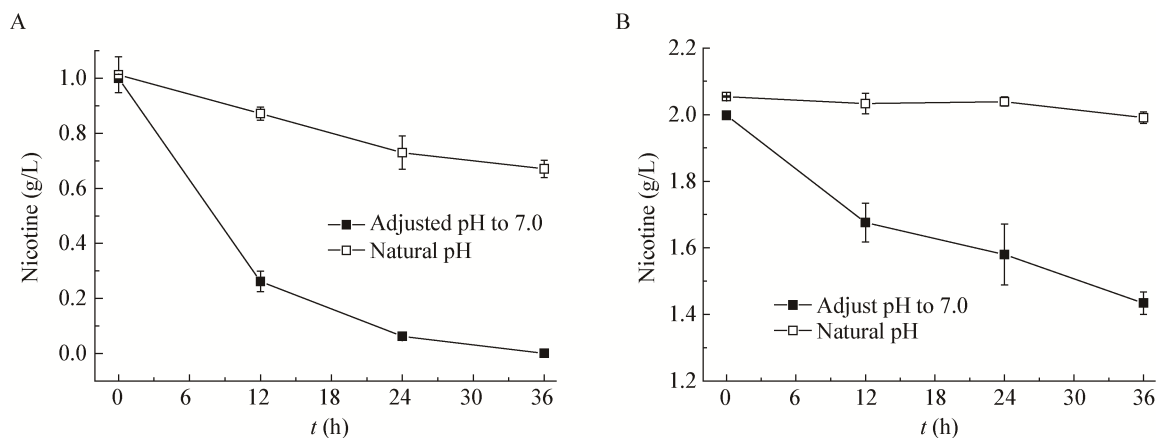 A
Nicotine (g/L)
1.0
0.8
0.6
0.4
0.2
0.0
Adjusted pH to 7.0
Natural pH
0 6 12 18 24 30 36
t (h)
B
Nicotine (g/L)
2.2
2.0
1.8
1.6
1.4
1.2
Adjust pH to 7.0
Natural pH
0 6 12 18 24 30 36
t (h)